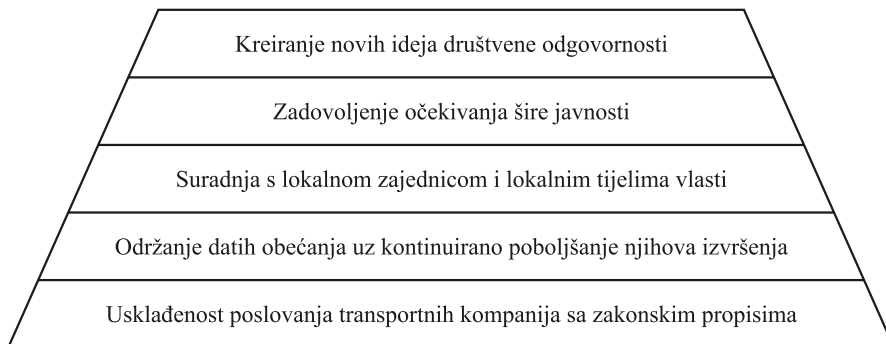 Kreiranje novih ideja društvene odgovornosti
Zadovoljenje očekivanja šire javnosti
Suradnja s lokalnom zajednicom i lokalnim tijelima vlasti
Održanje datih obećanja uz kontinuirano poboljšanje njihova izvršenja
Usklađenost poslovanja transportnih kompanija sa zakonskim propisima